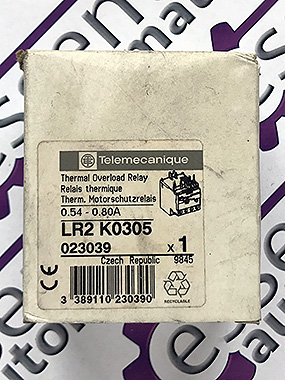 Telemecanique
Thermal Overload Relay
Relais thermique
Therm. Motorschutzrelais
0.54 - 0.80A
LR2 K0305
023039 x 1
Czech Republic 9845
CE
3 389110 230390
RECYCLABLE